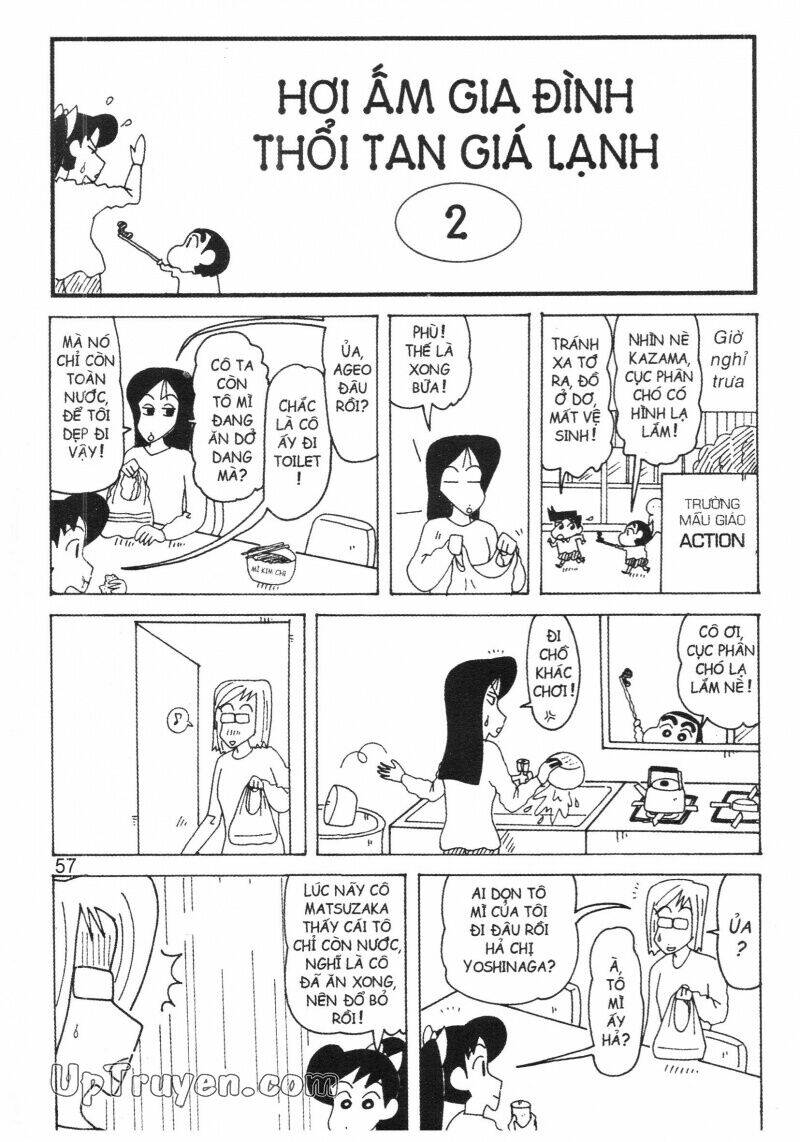 HƠI ẤM GIA ĐÌNH
THỔI TAN GIÁ LẠNH
2
Giờ
nghỉ
trưa
NHÌN NÈ
KAZAMA,
CỤC PHÂN
CHÓ CÓ
HÌNH LẠ
LẮM!
TRÁNH
XA TỚ
RA, ĐỒ
Ở DƠ,
MẤT VỆ
SINH!
TRƯỜNG
MẪU GIÁO
ACTION
PHÙ!
THẾ LÀ
XONG
BỮA!
ỦA,
AGEO
ĐÂU
RỒI?
CHẮC
LÀ CÔ
ẤY ĐI
TOILET
!
CÔ TA
CÒN
TÔ MÌ
ĐANG
ĂN DỞ
DANG
MÀ?
MÀ NÓ
CHỈ CÒN
TOÀN
NƯỚC,
ĐỂ TÔI
DẸP ĐI
VẬY!
MÌ KIM CHI
CÔ ƠI,
CỤC PHÂN
CHÓ LẠ
LẮM NÈ!
ĐI
CHỖ
KHÁC
CHƠI!
57
ỦA
?
AI DỌN TÔ
MÌ CỦA TÔI
ĐI ĐÂU RỒI
HẢ CHỊ
YOSHINAGA?
À,
TÔ
MÌ
ẤY
HẢ?
LÚC NÃY CÔ
MATSUZAKA
THẤY CÁI TÔ
CHỈ CÒN NƯỚC,
NGHĨ LÀ CÔ
ĐÃ ĂN XONG,
NÊN ĐỔ BỎ
RỒI!
UpTruyen.com